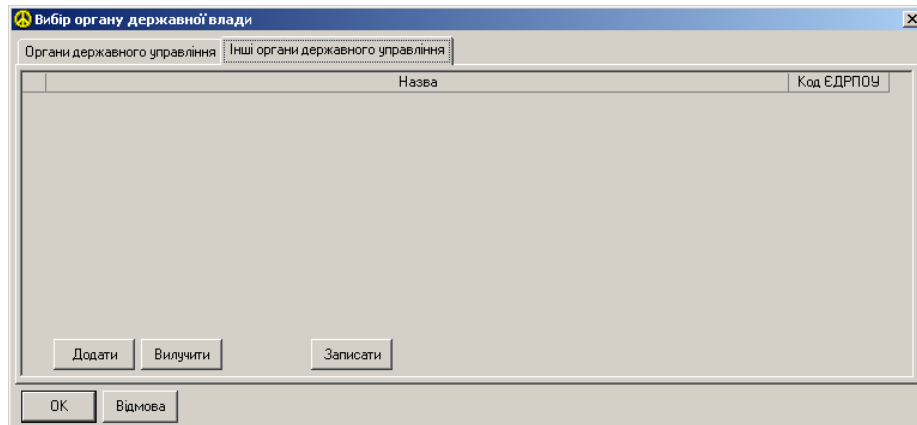 Вибір органу державної влади
Органи державного управління Інші органи державного управління
Назва Код ЄДРПОУ
Додати Вилучити Записати
OK Відмова